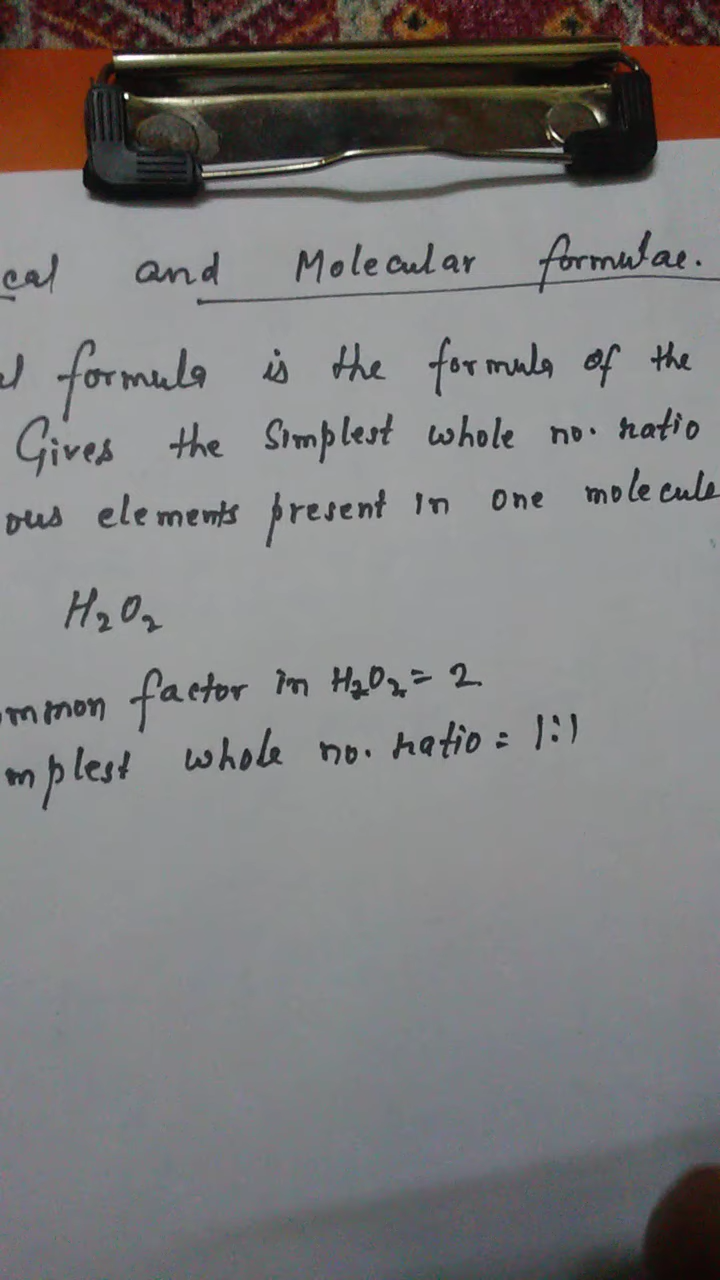 cal and Molecular formulae.
al formula is the formula of the
Gives the Simplest whole no. ratio
ous elements present in one molecule
H₂O₂
mmon factor in H₂O₂ = 2
mplest whole no. ratio = 1:1